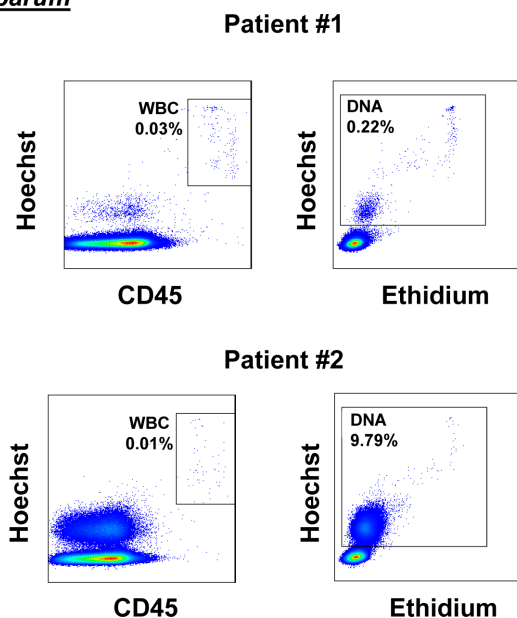 parum
Patient #1
WBC
0.03%
Hoechst
CD45
DNA
0.22%
Hoechst
Ethidium
Patient #2
WBC
0.01%
Hoechst
CD45
DNA
9.79%
Hoechst
Ethidium